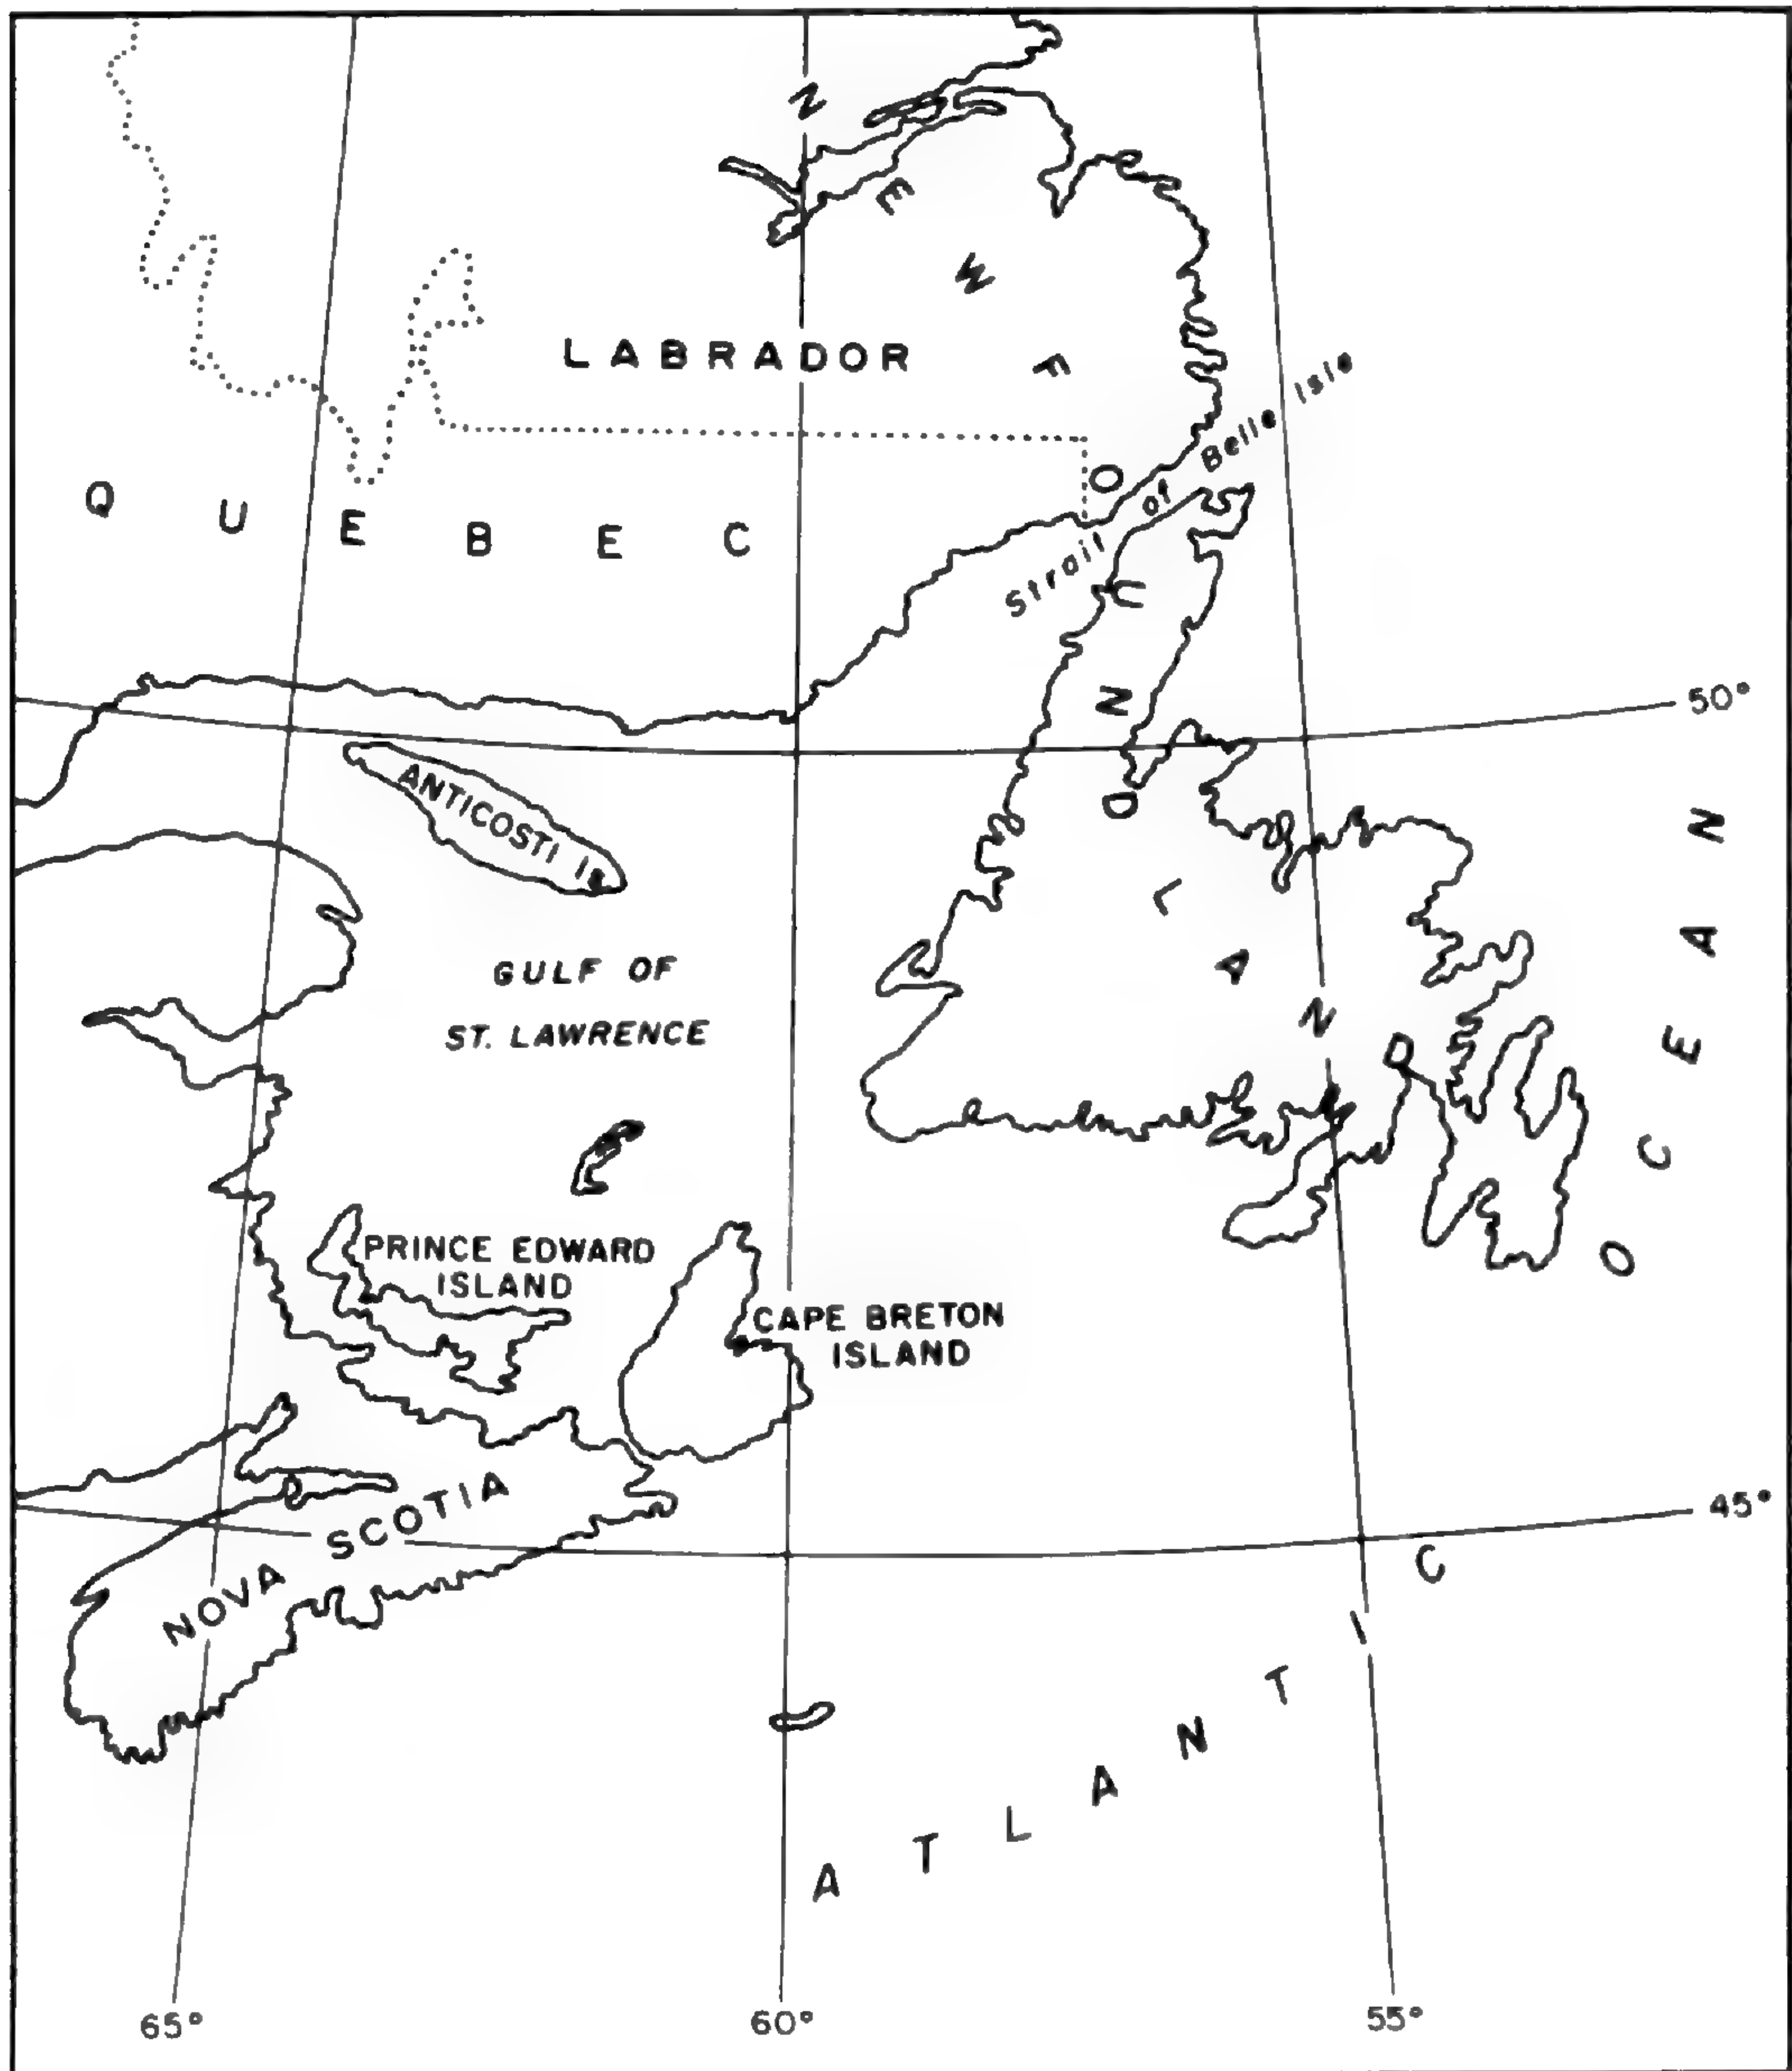 NEWFOUNDLAND
LABRADOR
Strait of Belle Isle
QUEBEC
50°
ANTICOSTI Is
GULF OF
ST. LAWRENCE
PRINCE EDWARD
ISLAND
CAPE BRETON
ISLAND
NOVA SCOTIA
45°
ATLANTIC OCEAN
65°
60°
55°